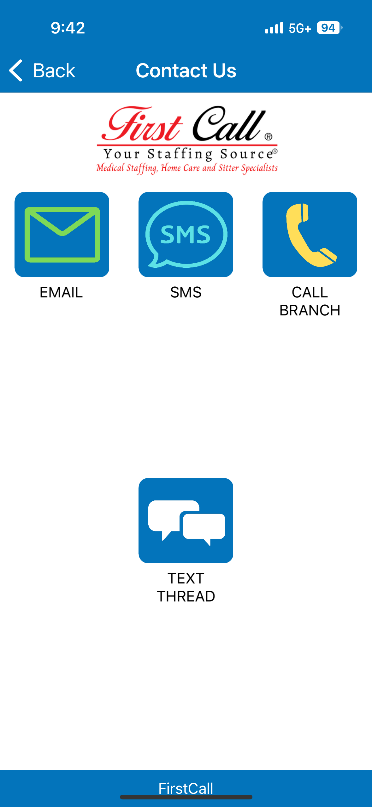 9:42
5G+
94
Back
Contact Us
First Call®
Your Staffing Source®
Medical Staffing, Home Care and Sitter Specialists
SMS
EMAIL
SMS
CALL
BRANCH
TEXT
THREAD
FirstCall